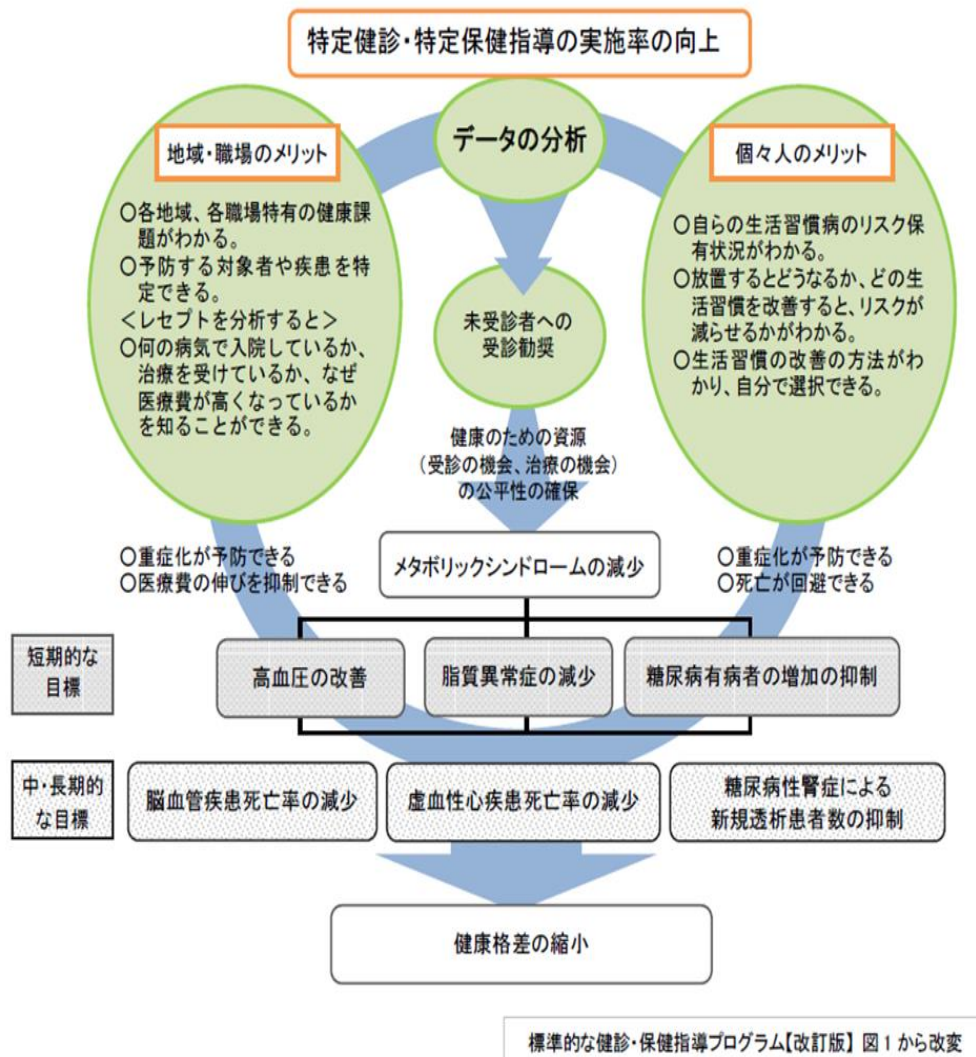 特定健診・特定保健指導の実施率の向上
データの分析
地域・職場のメリット
○各地域、各職場特有の健康課
題がわかる。
○予防する対象者や疾患を特
定できる。
＜レセプトを分析すると＞
○何の病気で入院しているか、
治療を受けているか、なぜ
医療費が高くなっているか
を知ることができる。
個々人のメリット
○自らの生活習慣病のリスク保
有状況がわかる。
○放置するとどうなるか、どの生
活習慣を改善すると、リスクが
減らせるかがわかる。
○生活習慣の改善の方法がわ
かり、自分で選択できる。
未受診者への
受診勧奨
健康のための資源
（受診の機会、治療の機会）
の公平性の確保
○重症化が予防できる
○医療費の伸びを抑制できる
メタボリックシンドロームの減少
○重症化が予防できる
○死亡が回避できる
短期的な
目標
高血圧の改善
脂質異常症の減少
糖尿病有病者の増加の抑制
中・長期的
な目標
脳血管疾患死亡率の減少
虚血性心疾患死亡率の減少
糖尿病性腎症による
新規透析患者数の抑制
健康格差の縮小
標準的な健診・保健指導プログラム【改訂版】 図1から改変